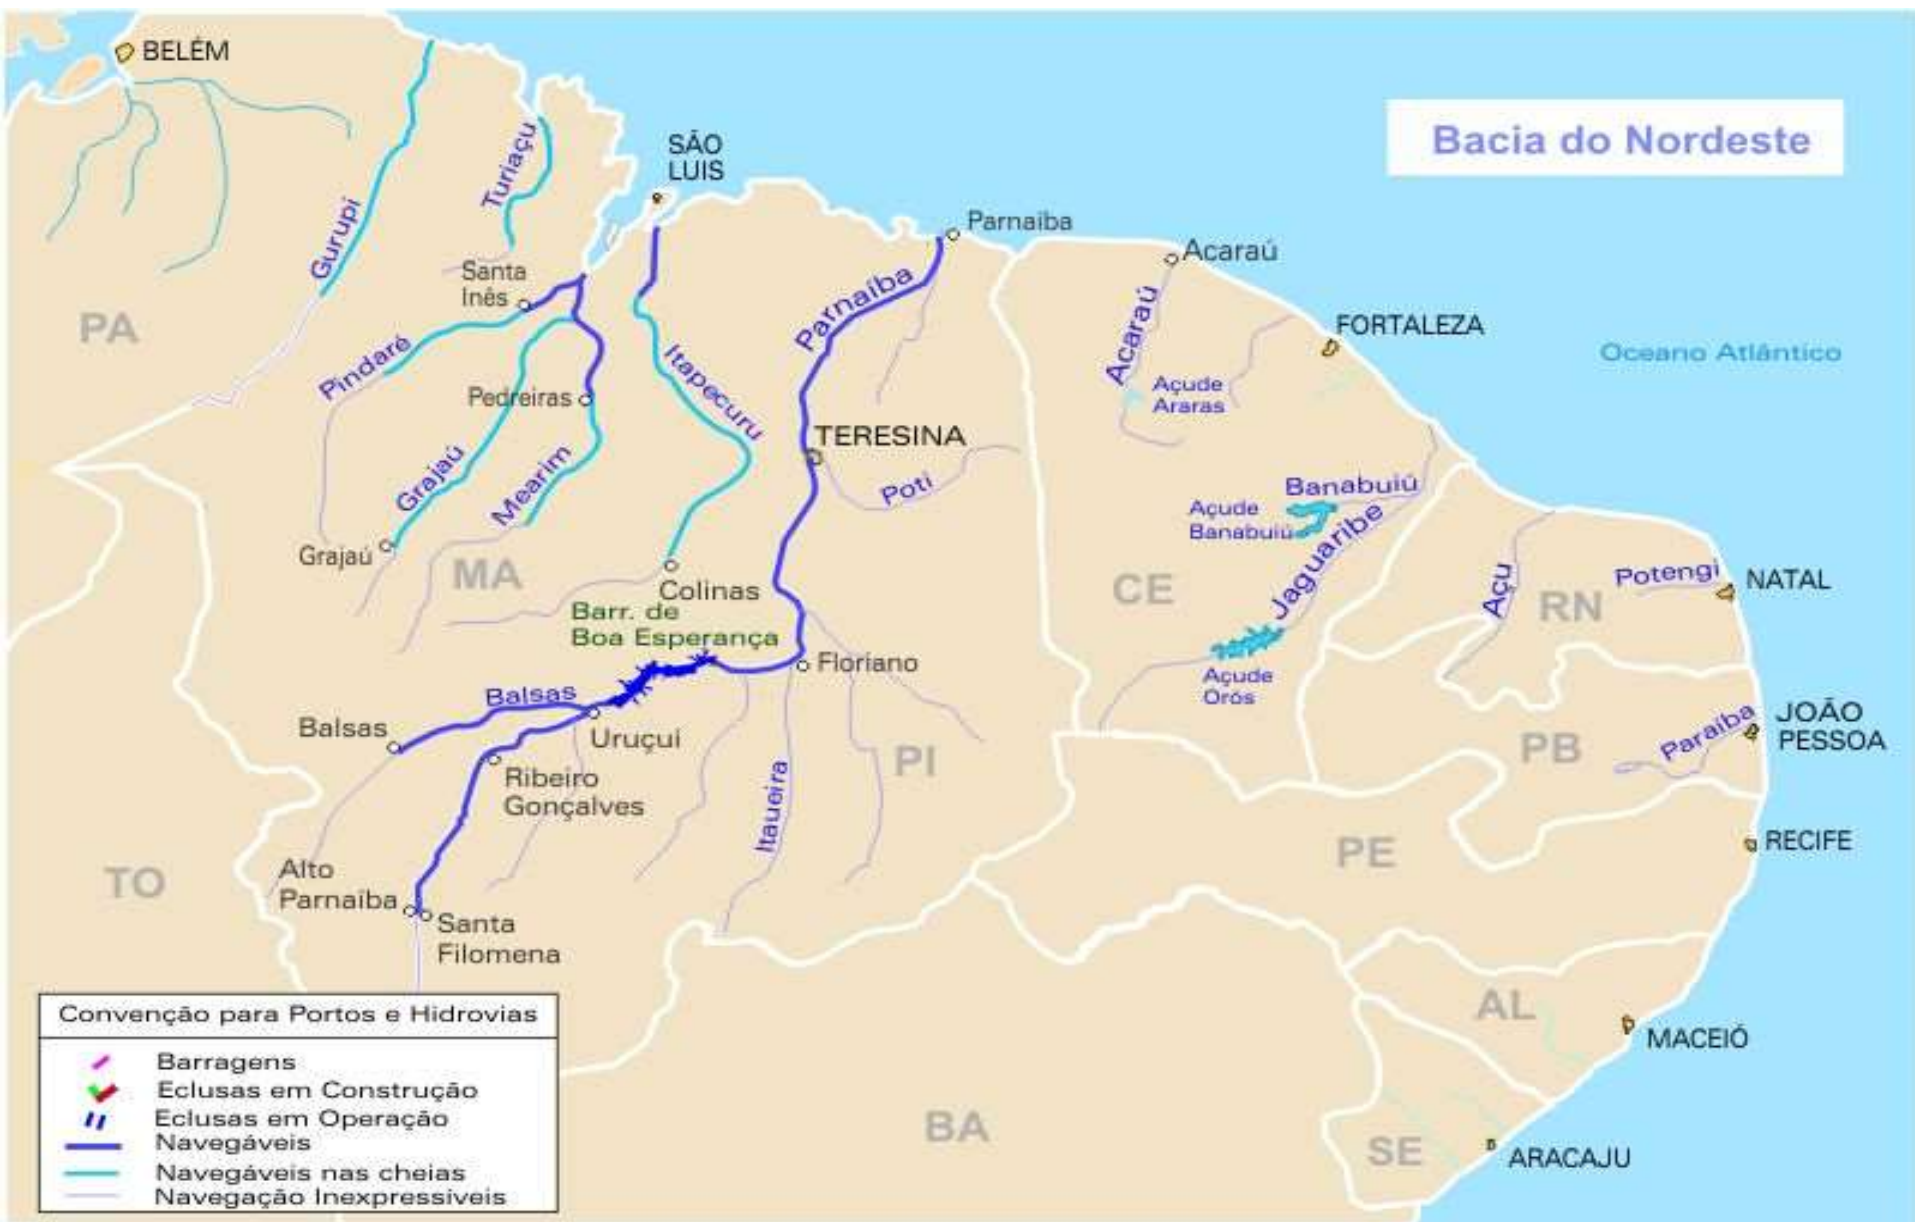 BELÉM
Bacia do Nordeste
SÃO
LUIS
Turiaçu
Gurupi
Parnaiba
Acaraú
Santa
Inês
Parnaíba
Acaraú
FORTALEZA
PA
Oceano Atlântico
Pindaré
Itapecuru
Pedreiras
Açude
Araras
TERESINA
Grajaú
Mearim
Poti
Banabuiú
Açude
Banabuiú
Jaguaribe
Grajaú
MA
Colinas
CE
Açu
RN
Potengi
NATAL
Barr. de
Boa Esperança
Floriano
Açude
Orós
Balsas
Balsas
Uruçui
PI
PB
Paraíba
JOÃO
PESSOA
Ribeiro
Gonçalves
Itaueira
PE
RECIFE
TO
Alto
Parnaiba
Santa
Filomena
AL
MACEIÓ
BA
SE
ARACAJU
Convenção para Portos e Hidrovias
Barragens
Eclusas em Construção
Eclusas em Operação
Navegáveis
Navegáveis nas cheias
Navegação Inexpressiveis